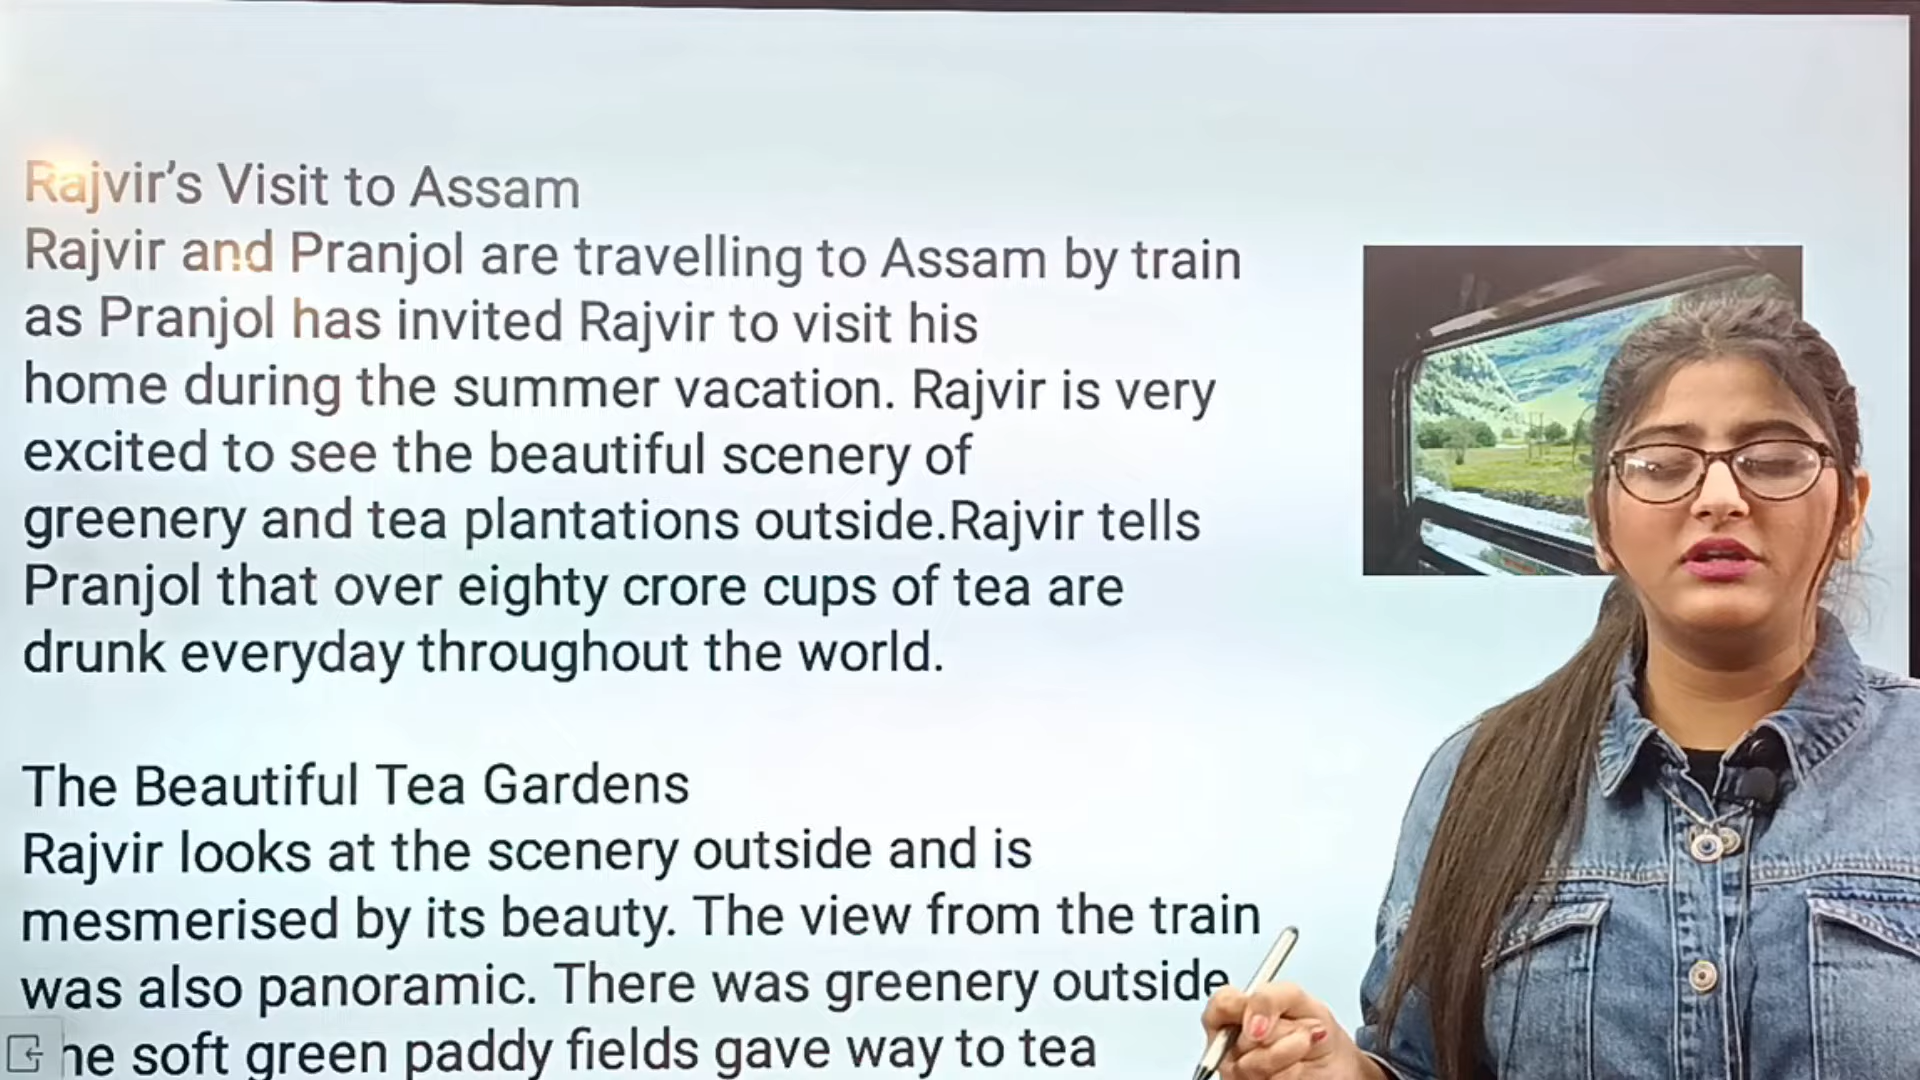 Rajvir’s Visit to Assam
Rajvir and Pranjol are travelling to Assam by train
as Pranjol has invited Rajvir to visit his
home during the summer vacation. Rajvir is very
excited to see the beautiful scenery of
greenery and tea plantations outside.Rajvir tells
Pranjol that over eighty crore cups of tea are
drunk everyday throughout the world.
The Beautiful Tea Gardens
Rajvir looks at the scenery outside and is
mesmerised by its beauty. The view from the train
was also panoramic. There was greenery outside
soft green paddy fields gave way to tea